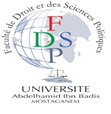 Faculté de Droit et des Sciences Politiques
F
D S
P
UNIVERSITE
Abdelhamid Ibn Badis
MOSTAGANEM